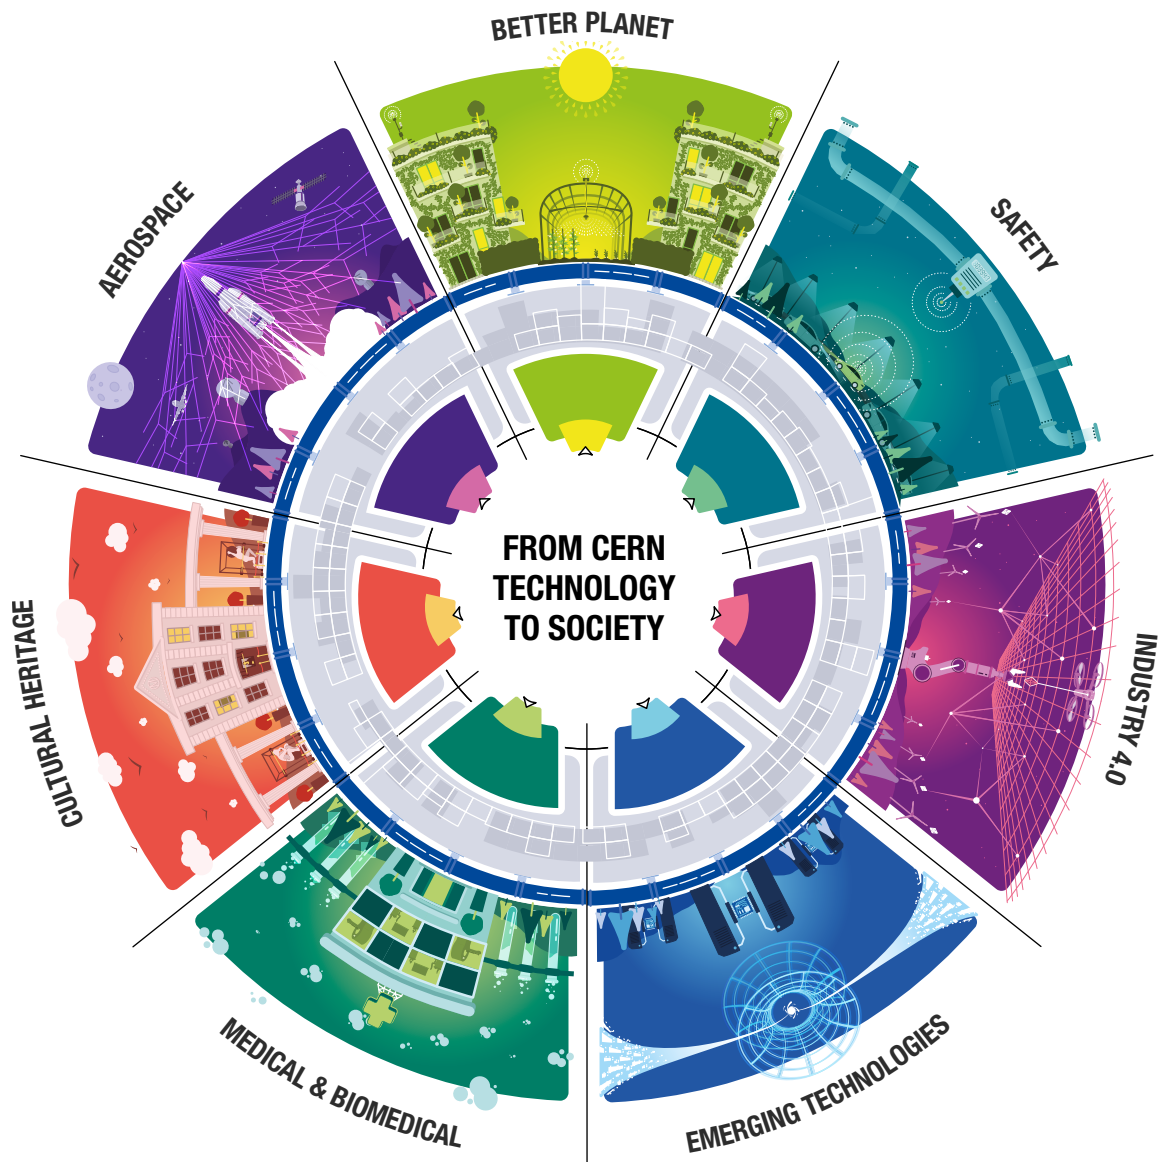 BETTER PLANET
SAFETY
INDUSTRY 4.0
EMERGING TECHNOLOGIES
MEDICAL & BIOMEDICAL
CULTURAL HERITAGE
AEROSPACE
FROM CERN
TECHNOLOGY
TO SOCIETY